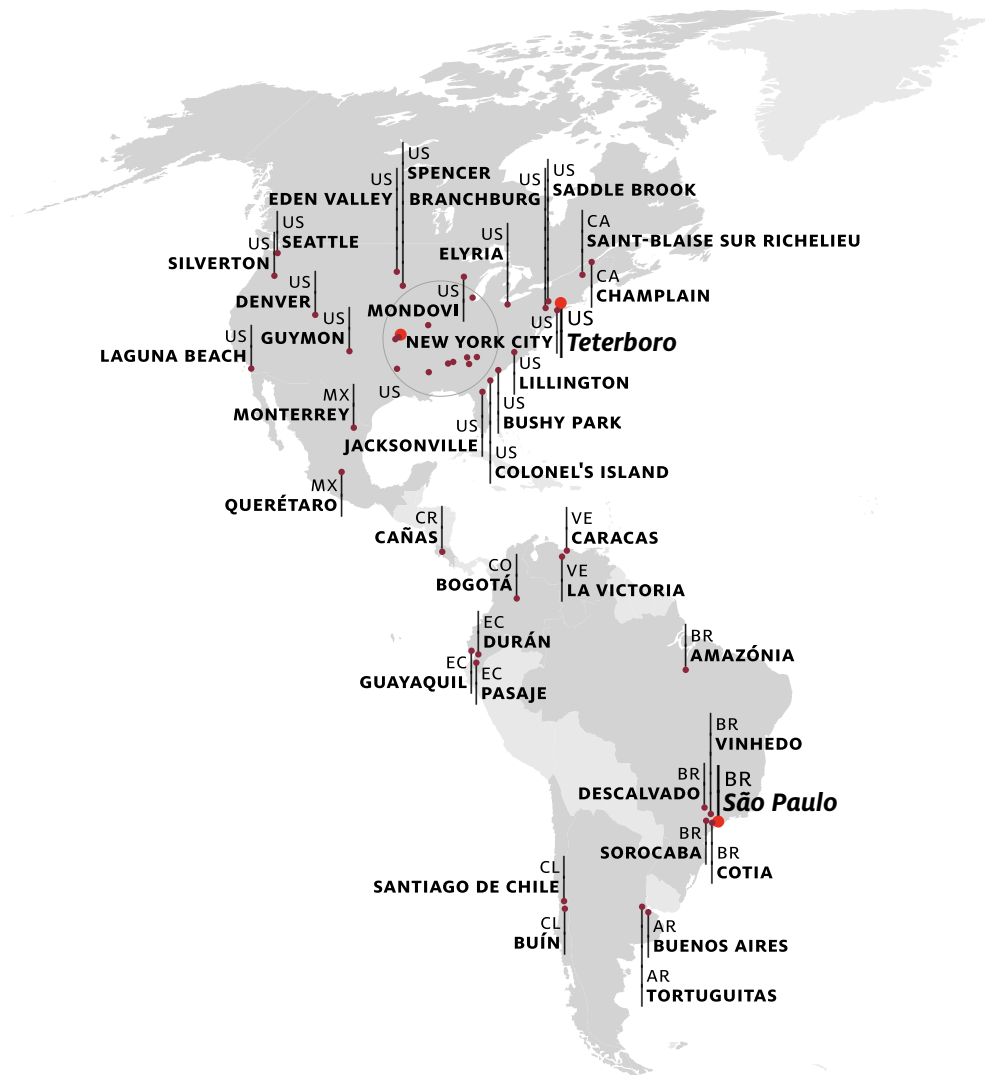 US
SPENCER
US
EDEN VALLEY
US
BRANCHBURG
US
SADDLE BROOK
US
SEATTLE
US
SILVERTON
US
ELYRIA
CA
SAINT-BLAISE SUR RICHELIEU
CA
CHAMPLAIN
US
DENVER
US
MONDOVI
US
GUYMON
US
NEW YORK CITY
US
Teterboro
US
LAGUNA BEACH
US
LILLINGTON
US
MX
MONTERREY
US
BUSHY PARK
US
JACKSONVILLE
US
COLONEL'S ISLAND
MX
QUERÉTARO
CR
CAÑAS
VE
CARACAS
CO
BOGOTÁ
VE
LA VICTORIA
EC
DURÁN
BR
AMAZÓNIA
EC
GUAYAQUIL
EC
PASAJE
BR
VINHEDO
BR
DESCALVADO
BR
São Paulo
BR
SOROCABA
BR
COTIA
CL
SANTIAGO DE CHILE
CL
BUÍN
AR
BUENOS AIRES
AR
TORTUGUITAS